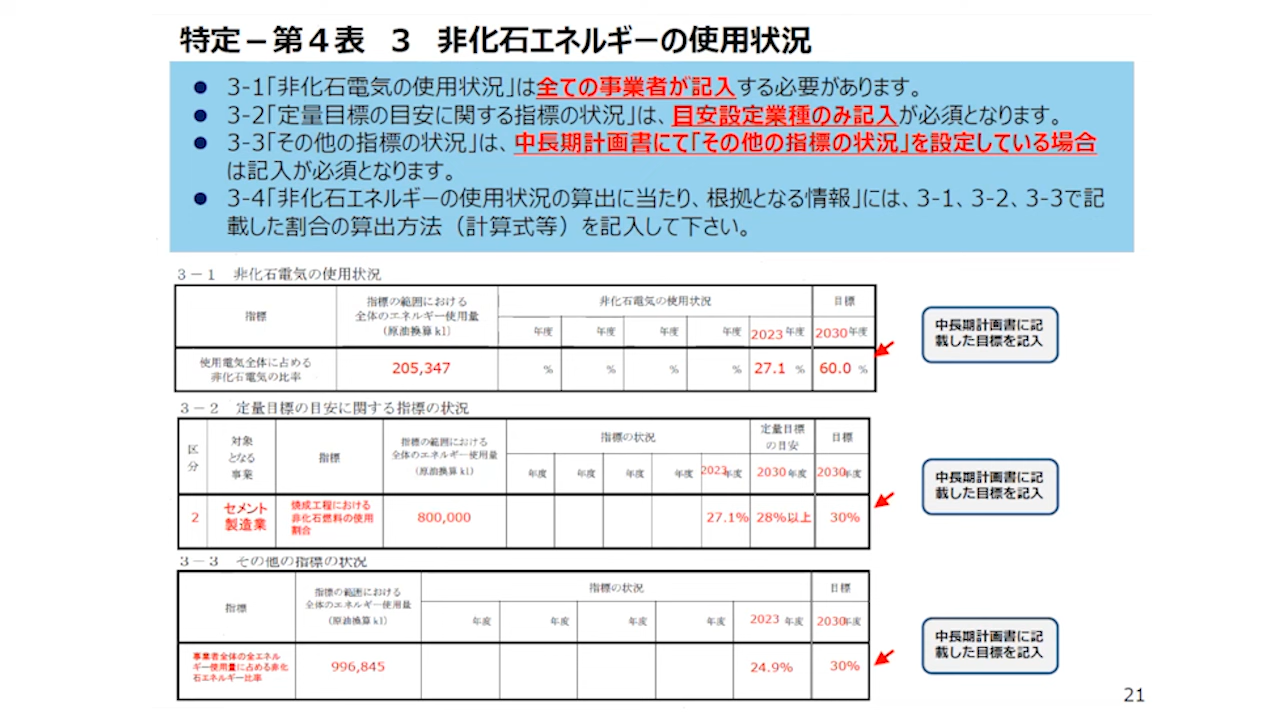 特定－第４表 ３ 非化石エネルギーの使用状況
● 3-1「非化石電気の使用状況」は全ての事業者が記入する必要があります。
● 3-2「定量目標の目安に関する指標の状況」は、目安設定業種のみ記入が必須となります。
● 3-3「その他の指標の状況」は、中長期計画書にて「その他の指標の状況」を設定している場合
は記入が必須となります。
● 3-4「非化石エネルギーの使用状況の算出に当たり、根拠となる情報」には、3-1、3-2、3-3で記
載した割合の算出方法（計算式等）を記入して下さい。
３－１ 非化石電気の使用状況
指標
指標の範囲における
全体のエネルギー使用量
(原油換算kl)
非化石電気の使用状況
目標
年度 年度 年度 年度 2023年度 2030年度
使用電気全体に占める
非化石電気の比率
205,347 % % % % 27.1 % 60.0 %
中長期計画書に記
載した目標を記入
３－２ 定量目標の目安に関する指標の状況
区
分
対象
となる
事業
指標
指標の範囲における
全体のエネルギー使用量
(原油換算kl)
指標の状況
定量目標
の目安
目標
年度 年度 年度 年度 2023年度 2030年度 2030年度
2
セメント
製造業
焼成工程における
非化石燃料の使用
割合
800,000 27.1% 28%以上 30%
中長期計画書に記
載した目標を記入
３－３ その他の指標の状況
指標
指標の範囲における
全体のエネルギー使用量
(原油換算kl)
指標の状況
目標
年度 年度 年度 年度 2023 年度 2030年度
事業者全体の全エネル
ギー使用量に占める非化
石エネルギー比率
996,845 24.9% 30%
中長期計画書に記
載した目標を記入
21